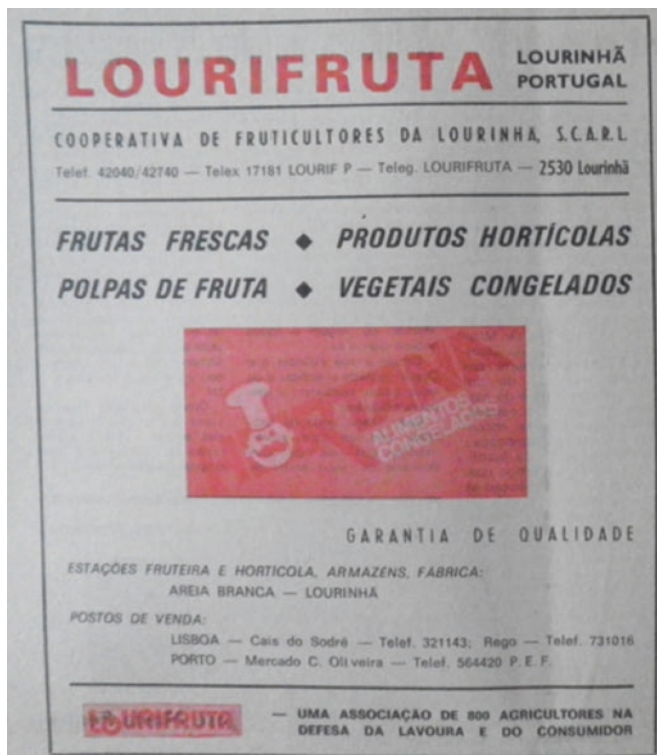 LOURIFRUTA
LOURINHÃ
PORTUGAL
COOPERATIVA DE FRUTICULTORES DA LOURINHA, S.C.A.R.L.
Telef. 42040/42740 — Telex 17181 LOURIF P — Teleg. LOURIFRUTA — 2530 Lourinhã
FRUTAS FRESCAS ◆ PRODUTOS HORTÍCOLAS
POLPAS DE FRUTA ◆ VEGETAIS CONGELADOS
ALIMENTOS
CONGELADOS
GARANTIA DE QUALIDADE
ESTAÇÕES FRUTEIRA E HORTÍCOLA, ARMAZENS, FÁBRICA:
AREIA BRANCA — LOURINHÃ
POSTOS DE VENDA:
LISBOA — Cais do Sodré — Telef. 321143; Rego — Telef. 731016
PORTO — Mercado C. Oliveira — Telef. 564420 P.E.F.
LOURIFRUTA — UMA ASSOCIAÇÃO DE 800 AGRICULTORES NA
DEFESA DA LAVOURA E DO CONSUMIDOR